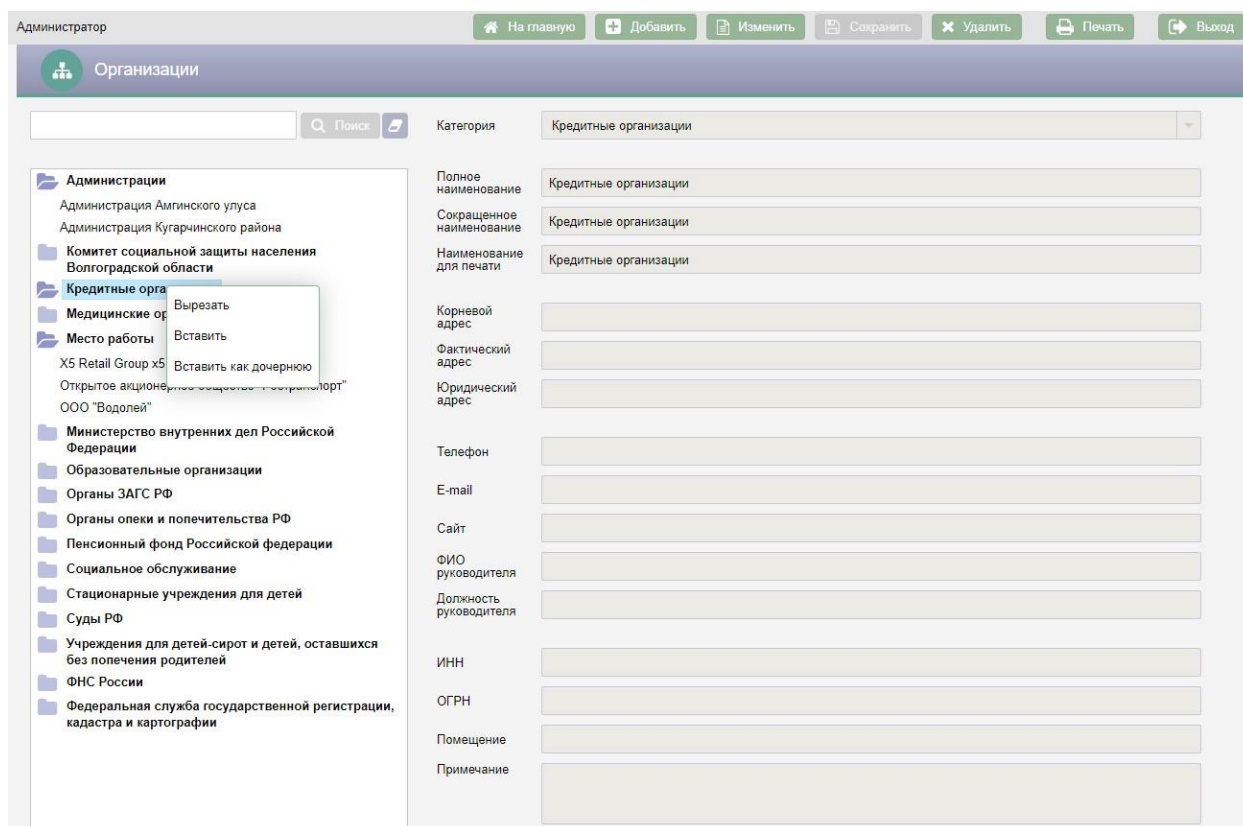 Администратор
На главную
Добавить
Изменить
Сохранить
Удалить
Печать
Выход
Организации
Поиск
Администрации
Администрация Амгинского улуса
Администрация Кугарчинского района
Комитет социальной защиты населения
Волгоградской области
Кредитные орга
Медицинские ор
Место работы
X5 Retail Group x5
Открытое акционерное общество
ООО "Водолей"
Министерство внутренних дел Российской
Федерации
Образовательные организации
Органы ЗАГС РФ
Органы опеки и попечительства РФ
Пенсионный фонд Российской федерации
Социальное обслуживание
Стационарные учреждения для детей
Суды РФ
Учреждения для детей-сирот и детей, оставшихся
без попечения родителей
ФНС России
Федеральная служба государственной регистрации,
кадастра и картографии
Вырезать
Вставить
Вставить как дочернюю
Категория
Кредитные организации
Полное
наименование
Кредитные организации
Сокращенное
наименование
Кредитные организации
Наименование
для печати
Кредитные организации
Корневой
адрес
Фактический
адрес
Юридический
адрес
Телефон
E-mail
Сайт
ФИО
руководителя
Должность
руководителя
ИНН
ОГРН
Помещение
Примечание